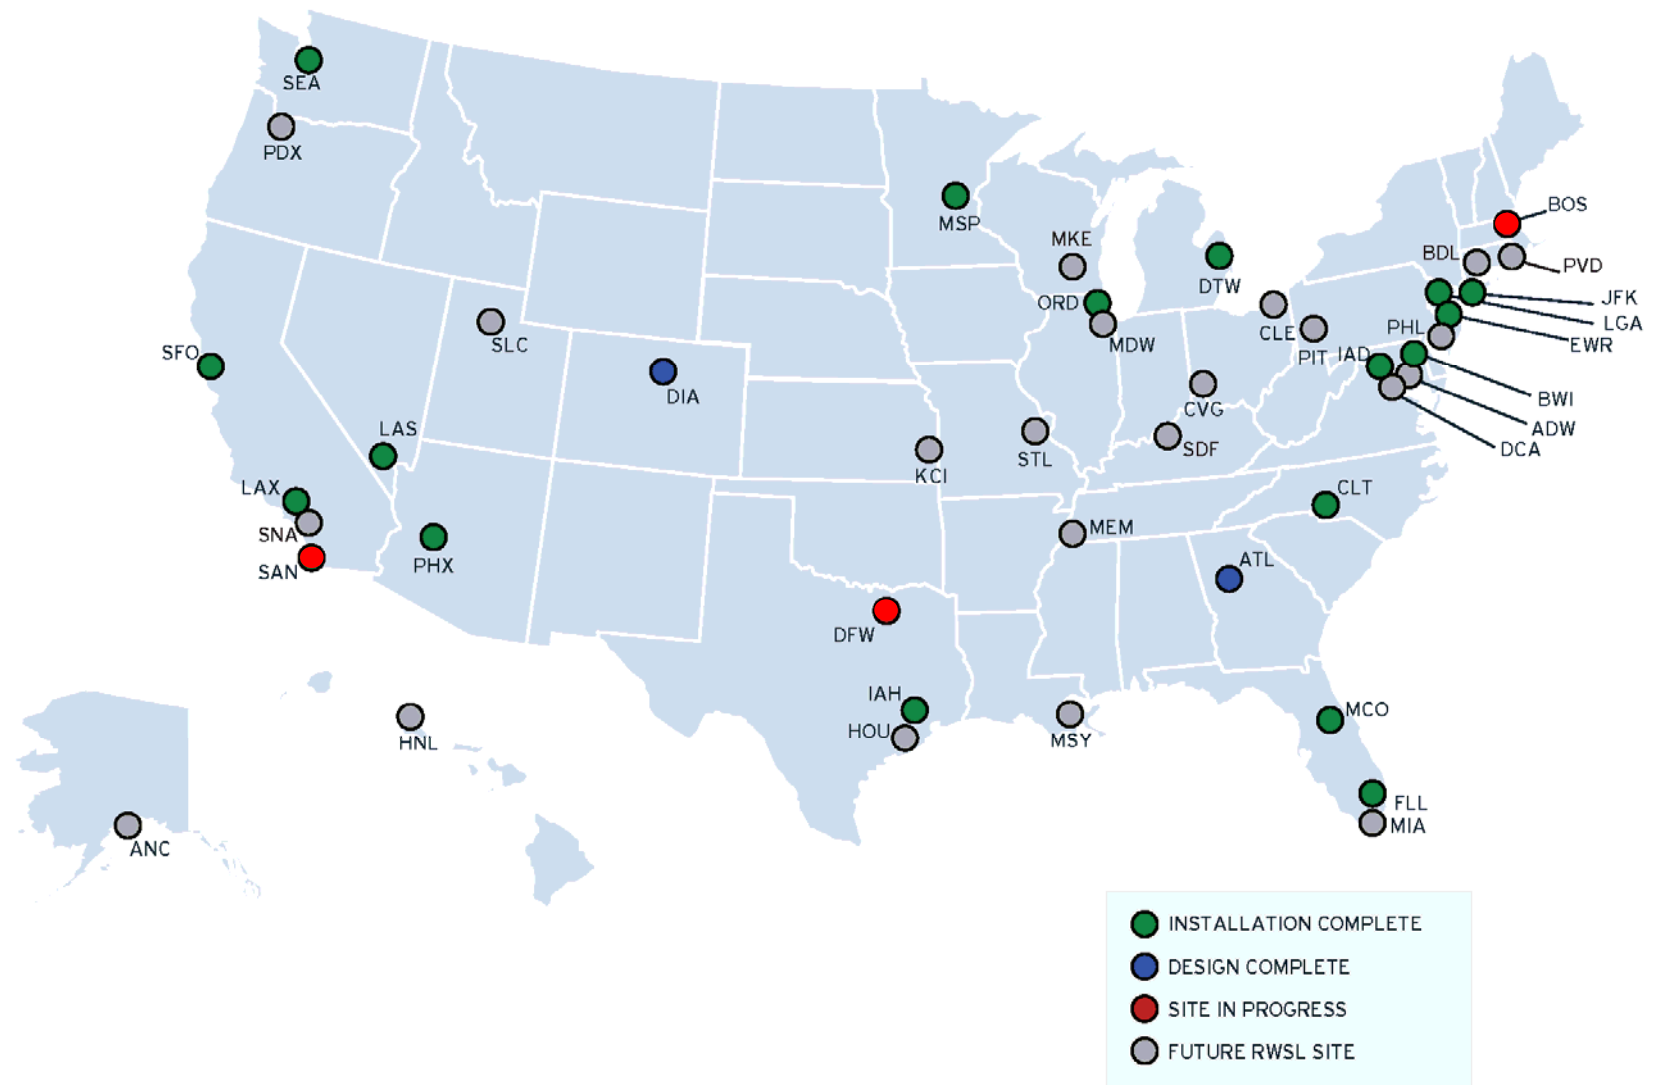 SEA
PDX
MSP
BOS
MKE
BDL
PVD
DTW
ORD
JFK
LGA
CLE
PHL
EWR
SLC
MDW
SFO
PIT
IAD
DIA
BWI
CVG
LAS
ADW
STL
SDF
DCA
KCI
LAX
CLT
SNA
MEM
PHX
SAN
ATL
DFW
IAH
MCO
HOU
HNL
MSY
FLL
MIA
ANC
INSTALLATION COMPLETE
DESIGN COMPLETE
SITE IN PROGRESS
FUTURE RWSL SITE